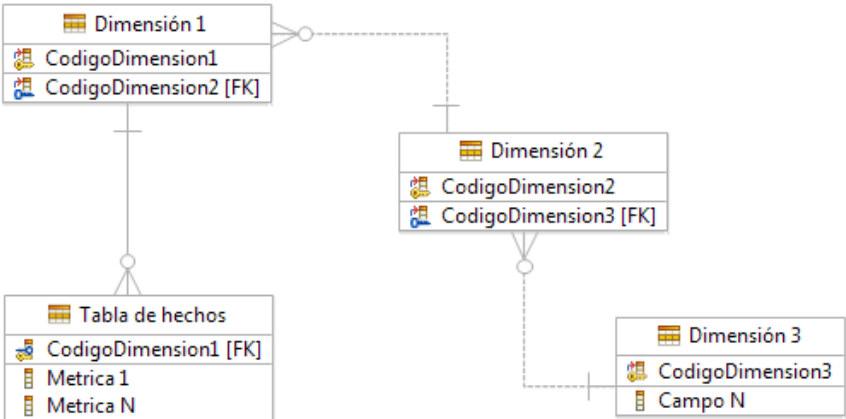 Dimensión 1
CodigoDimension1
CodigoDimension2 [FK]
Dimensión 2
CodigoDimension2
CodigoDimension3 [FK]
Tabla de hechos
CodigoDimension1 [FK]
Metrica 1
Metrica N
Dimensión 3
CodigoDimension3
Campo N